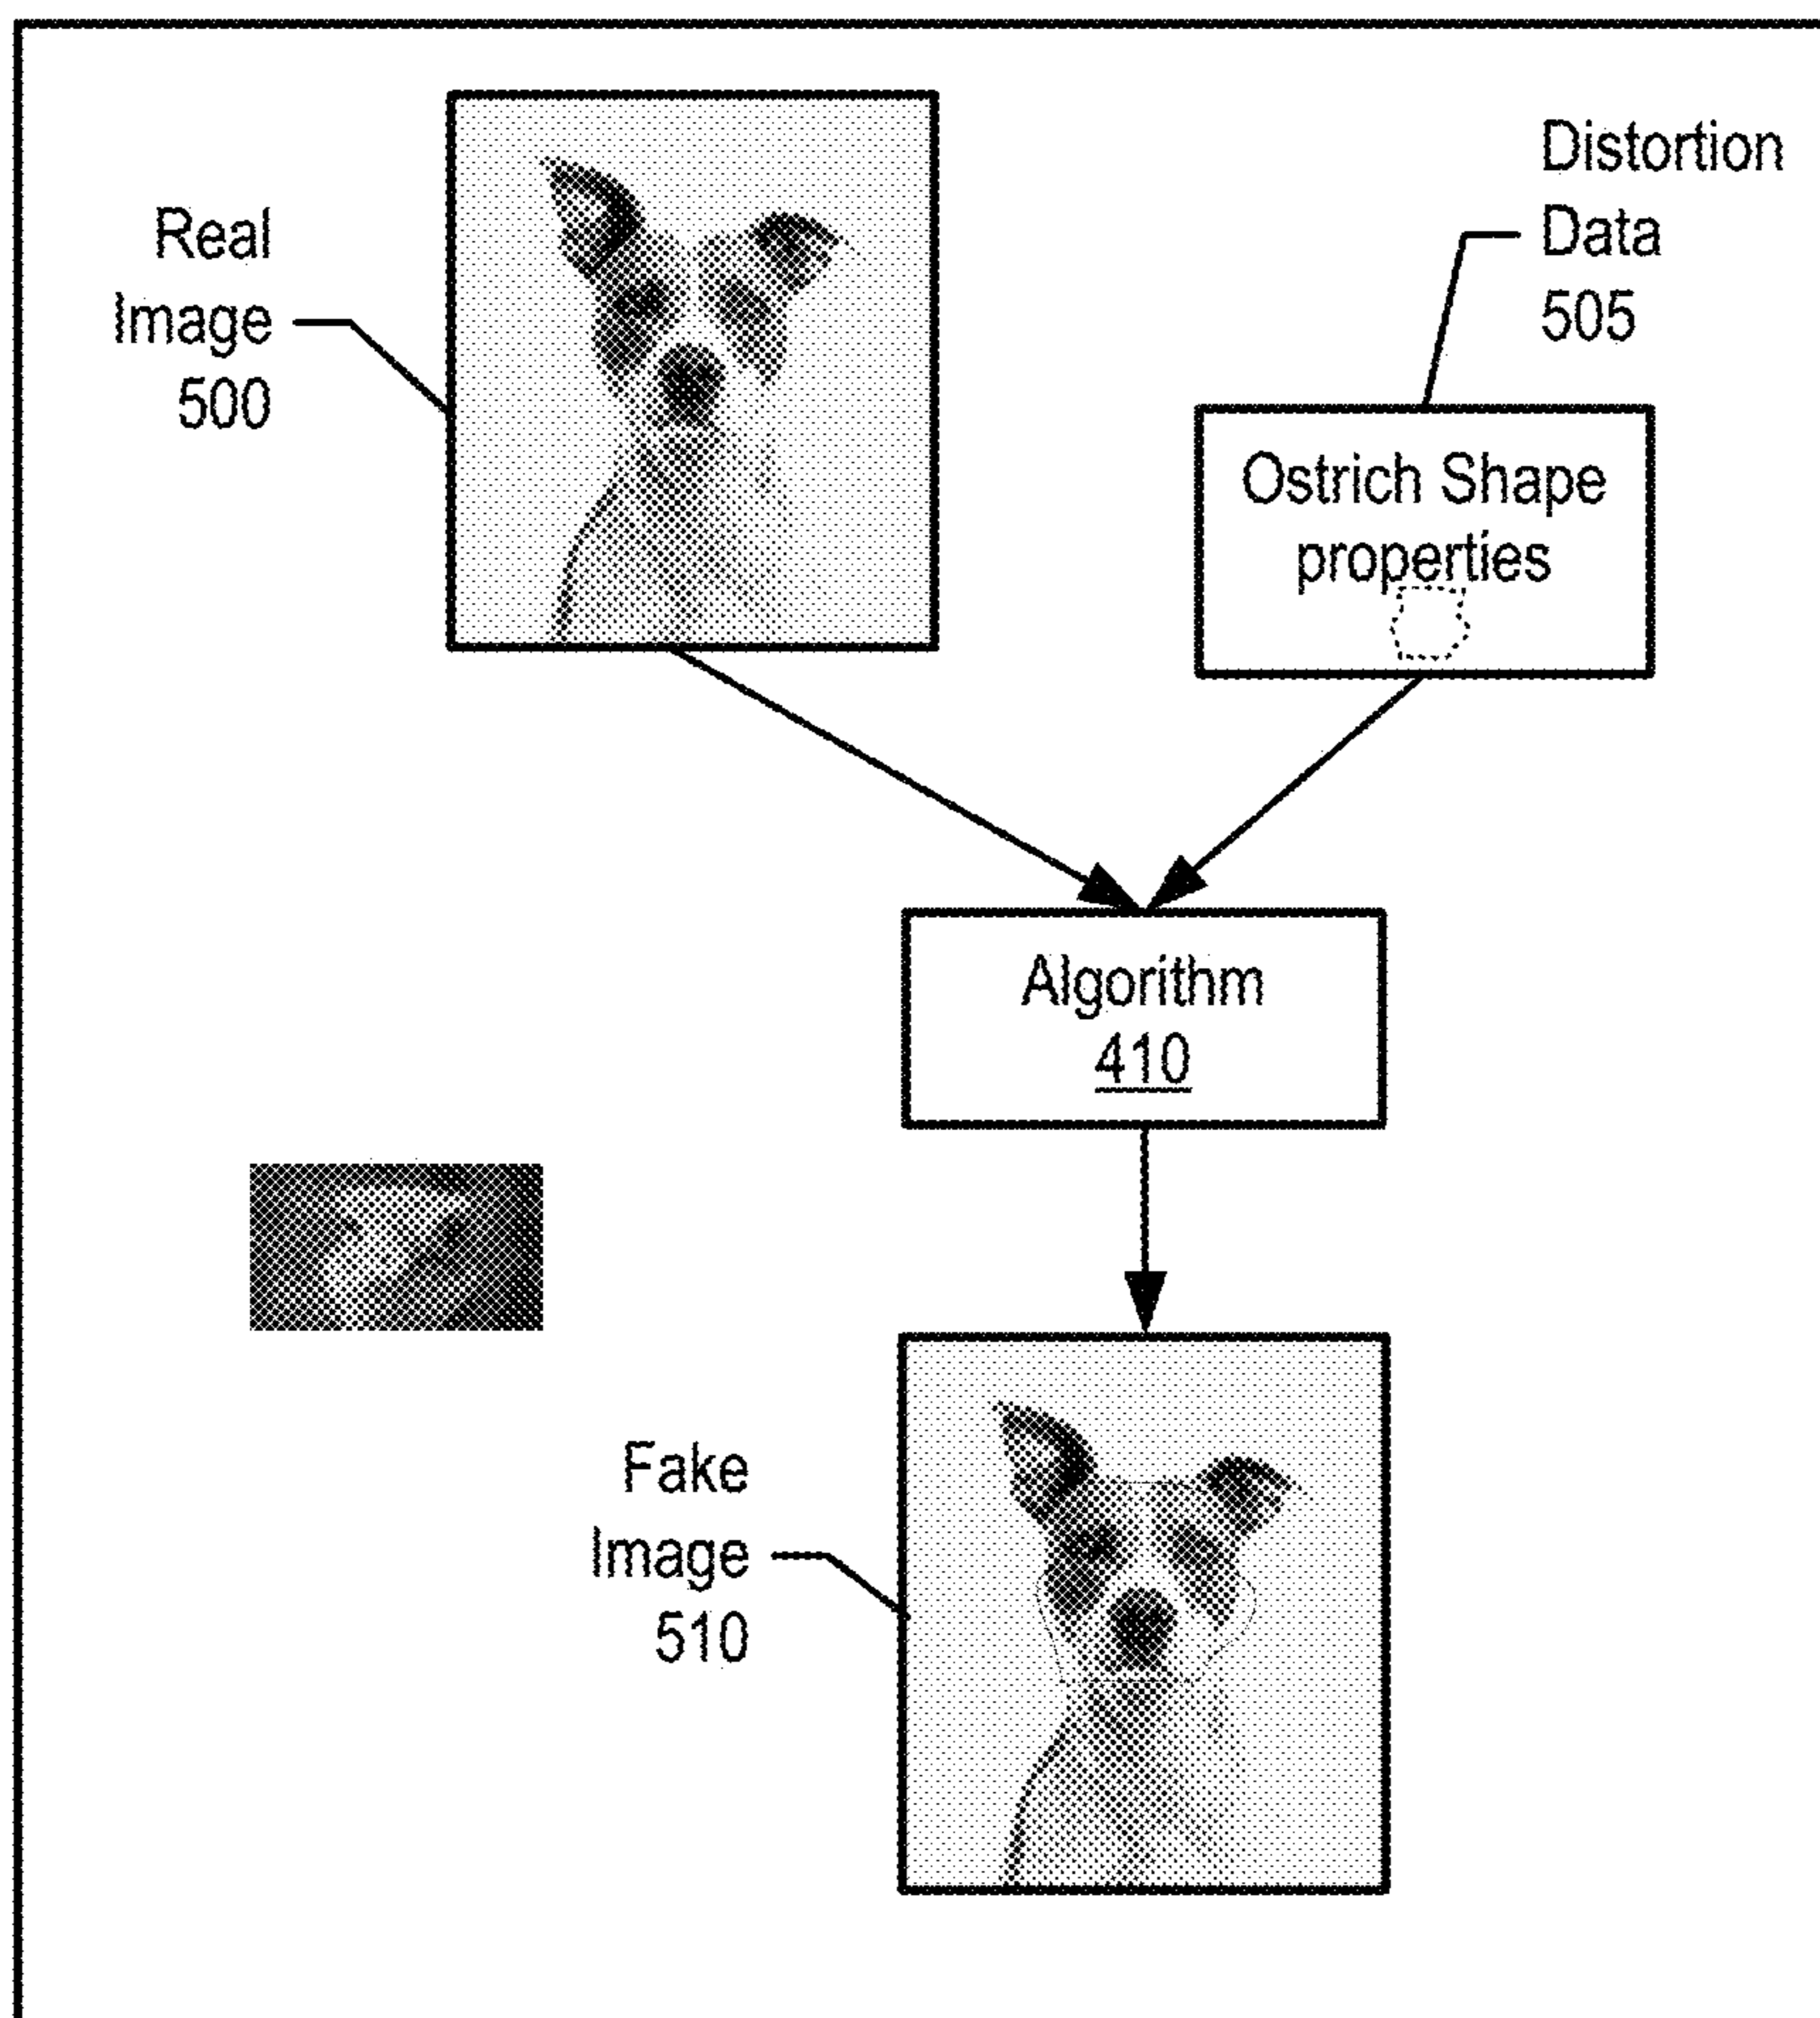 Real
Image
500
Distortion
Data
505
Ostrich Shape
properties
Algorithm
410
Fake
Image
510